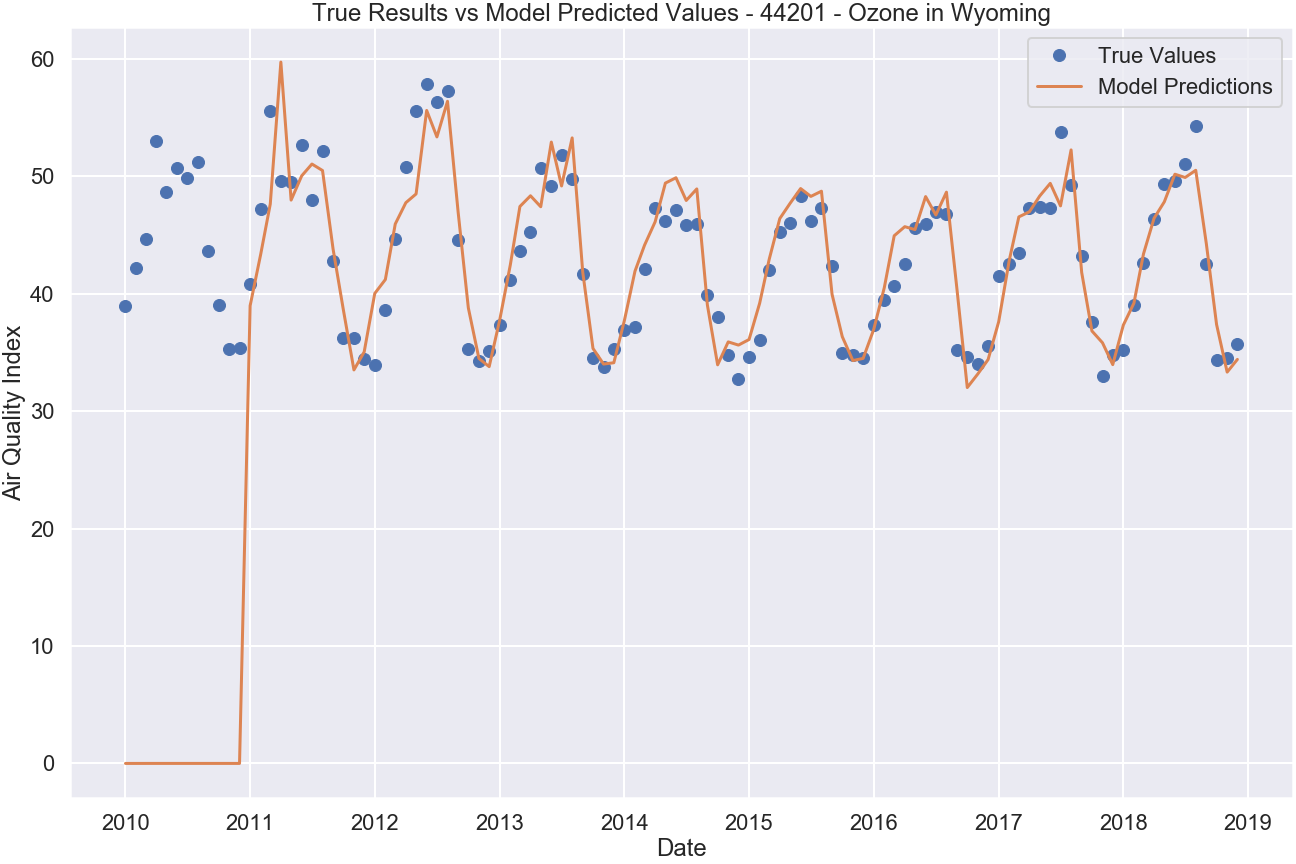 True Results vs Model Predicted Values - 44201 - Ozone in Wyoming
True Values
Model Predictions
Air Quality Index
60
50
40
30
20
10
0
2010 2011 2012 2013 2014 2015 2016 2017 2018 2019
Date